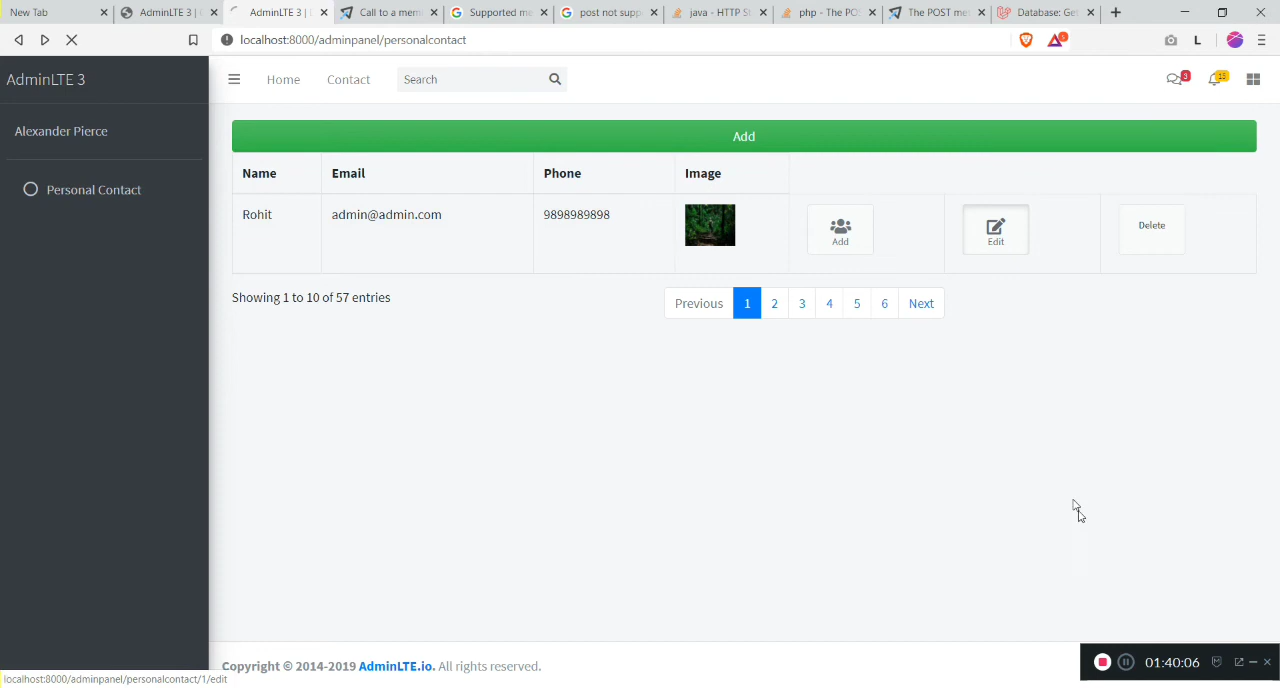 New Tab AdminLTE 3 | AdminLTE 3 | Call to a mem Supported me post not supp java - HTTP St php - The PO The POST me Database: Get
localhost:8000/adminpanel/personalcontact
5
L
AdminLTE 3
Home Contact Search
3
15
Alexander Pierce
Personal Contact
Add
Name Email Phone Image
Rohit admin@admin.com 9898989898
Add
Edit
Delete
Showing 1 to 10 of 57 entries
Previous 1 2 3 4 5 6 Next
Copyright © 2014-2019 AdminLTE.io. All rights reserved.
01:40:06
localhost:8000/adminpanel/personalcontact/1/edit